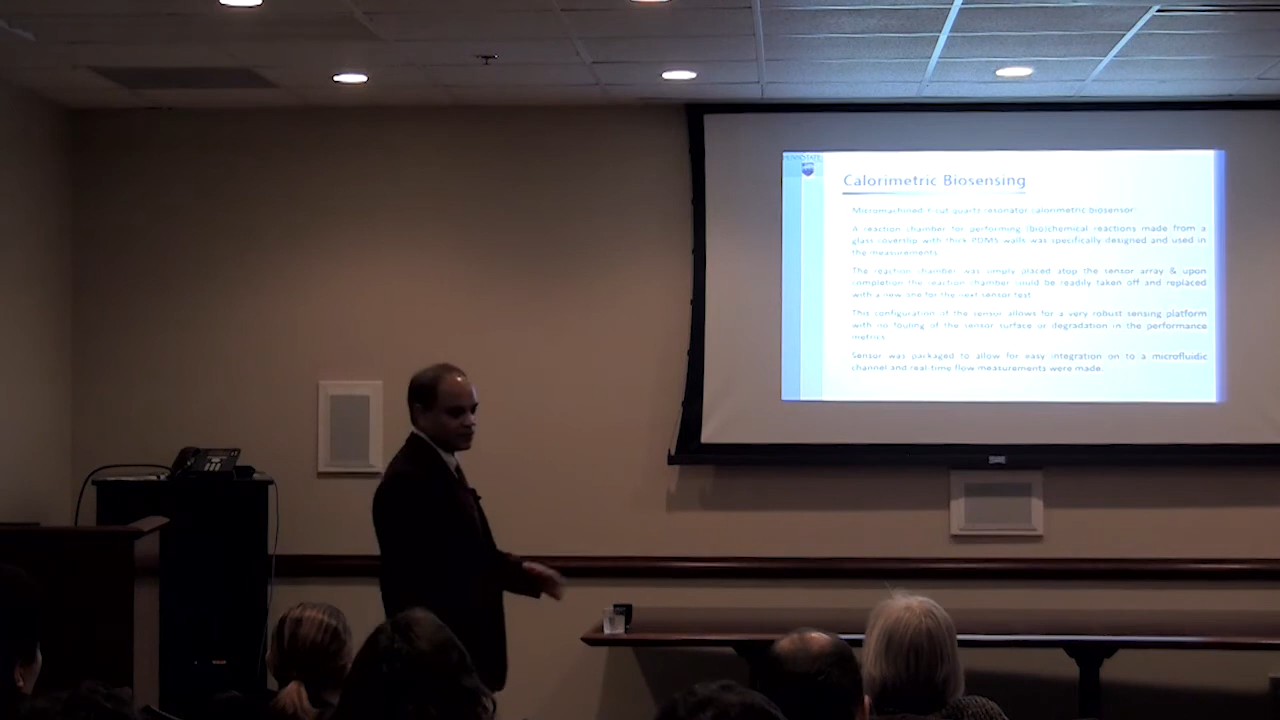 PENNSTATE
Calorimetric Biosensing
Micromachined Y-cut quartz resonator calorimetric biosensor
A reaction chamber for performing (bio)chemical reactions made from a
glass coverslip with thick PDMS walls was specifically designed and used in
the measurements
The reaction chamber was simply placed atop the sensor array & upon
completion the reaction chamber could be readily taken off and replaced
with a new one for the next sensor test
This configuration of the sensor allows for a very robust sensing platform
with no fouling of the sensor surface or degradation in the performance
metrics
Sensor was packaged to allow for easy integration on to a microfluidic
channel and real-time flow measurements were made.